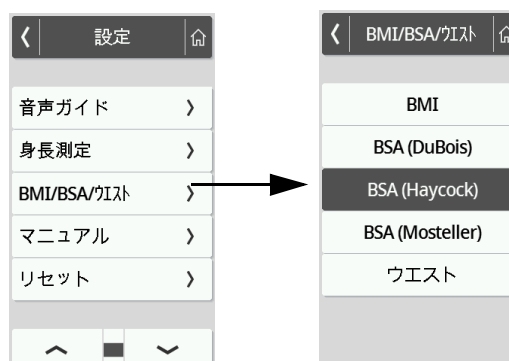 設定
音声ガイド
身長測定
BMI/BSA/ウエスト
マニュアル
リセット
BMI/BSA/ウエスト
BMI
BSA (DuBois)
BSA (Haycock)
BSA (Mosteller)
ウエスト